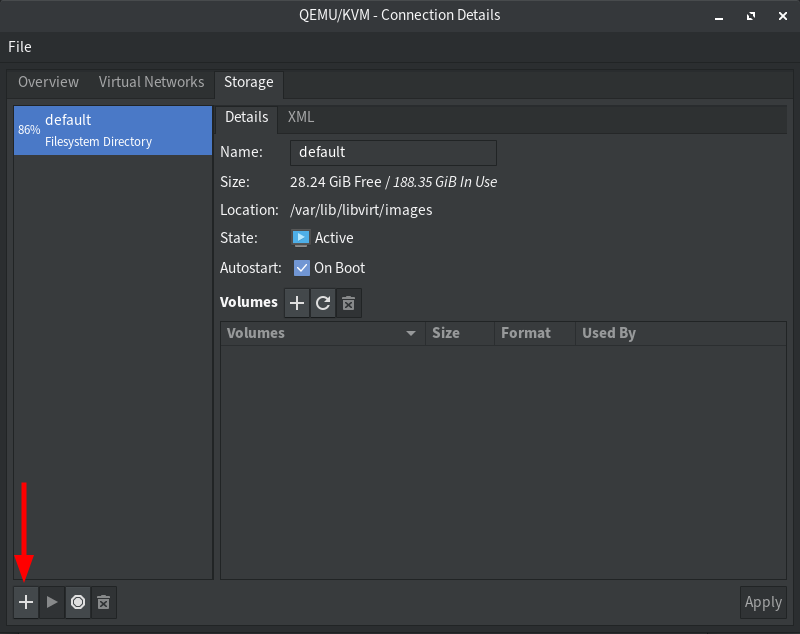 QEMU/KVM - Connection Details
File
Overview Virtual Networks Storage
86% default
Filesystem Directory
Details XML
Name: default
Size: 28.24 GiB Free / 188.35 GiB In Use
Location: /var/lib/libvirt/images
State: Active
Autostart: On Boot
Volumes
Volumes Size Format Used By
Apply